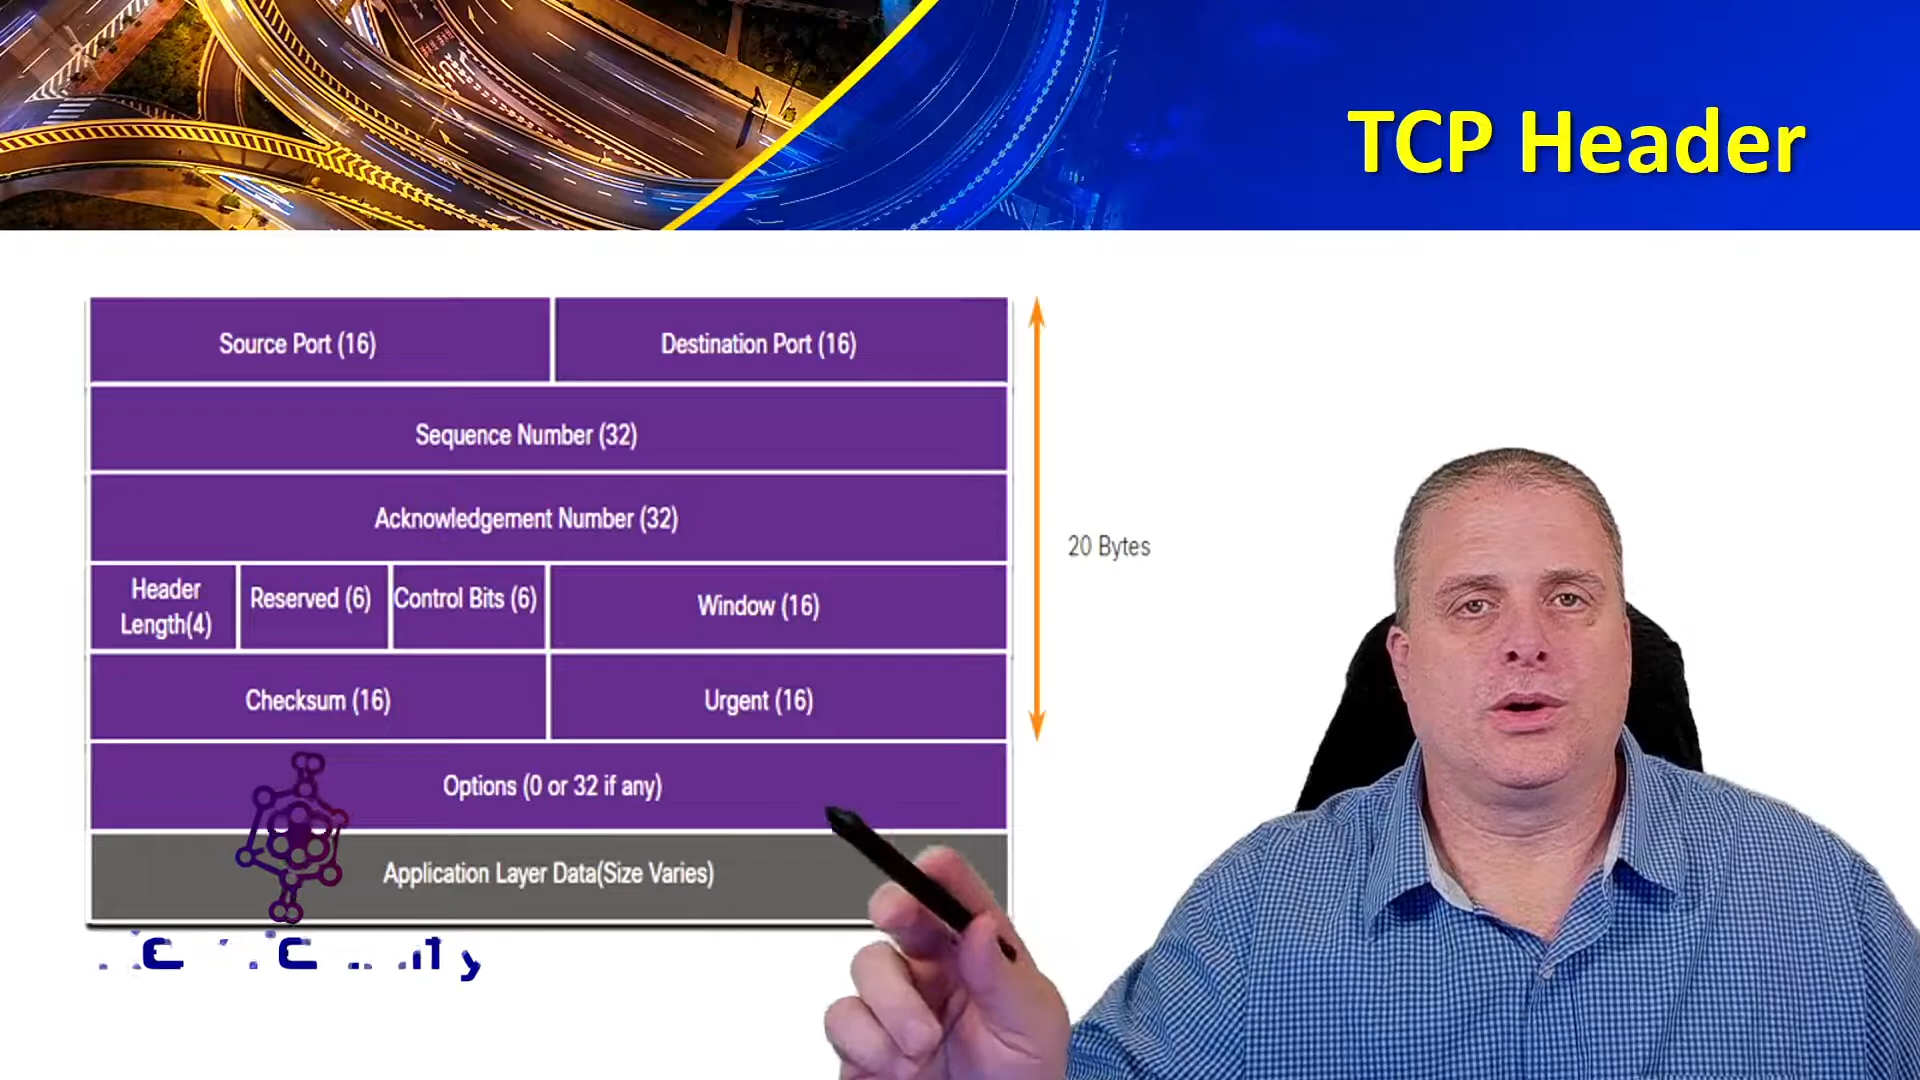 TCP Header
Source Port (16)
Destination Port (16)
Sequence Number (32)
Acknowledgement Number (32)
Header
Length(4)
Reserved (6)
Control Bits (6)
Window (16)
20 Bytes
Checksum (16)
Urgent (16)
Options (0 or 32 if any)
Application Layer Data(Size Varies)